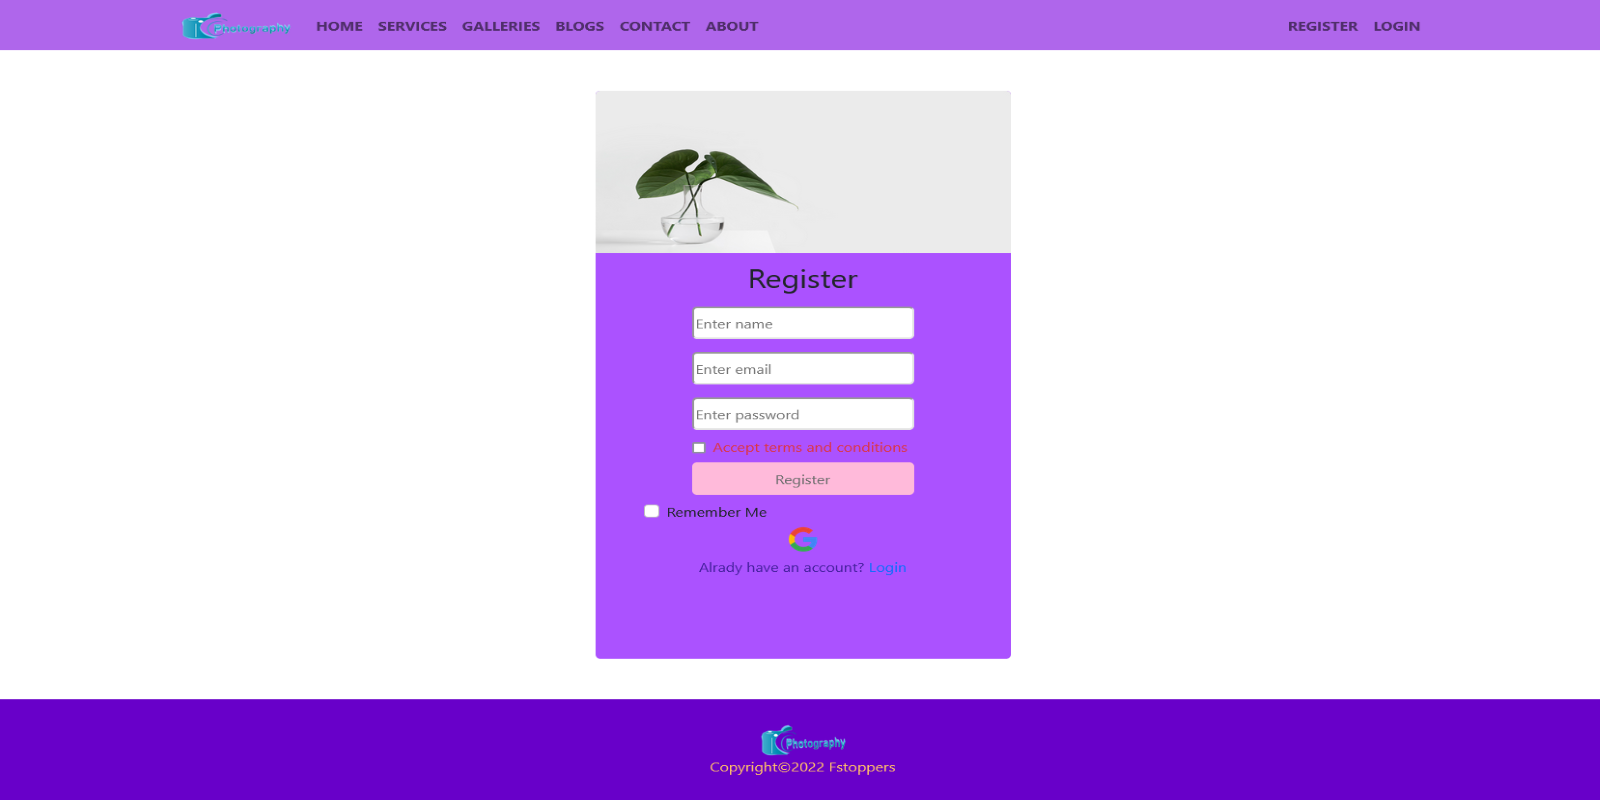 Photography HOME SERVICES GALLERIES BLOGS CONTACT ABOUT REGISTER LOGIN
Register
Enter name
Enter email
Enter password
Accept terms and conditions
Register
Remember Me
Alrady have an account? Login
Photography
Copyright©2022 Fstoppers